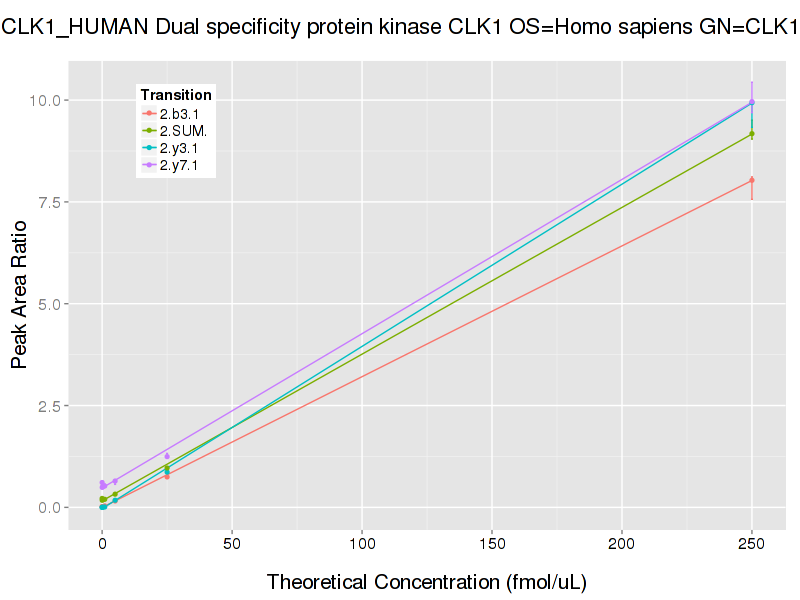 CLK1_HUMAN Dual specificity protein kinase CLK1 OS=Homo sapiens GN=CLK1
Transition
2.b3.1
2.SUM.
2.y3.1
2.y7.1
10.0
7.5
5.0
2.5
0.0
Peak Area Ratio
0 50 100 150 200 250
Theoretical Concentration (fmol/uL)